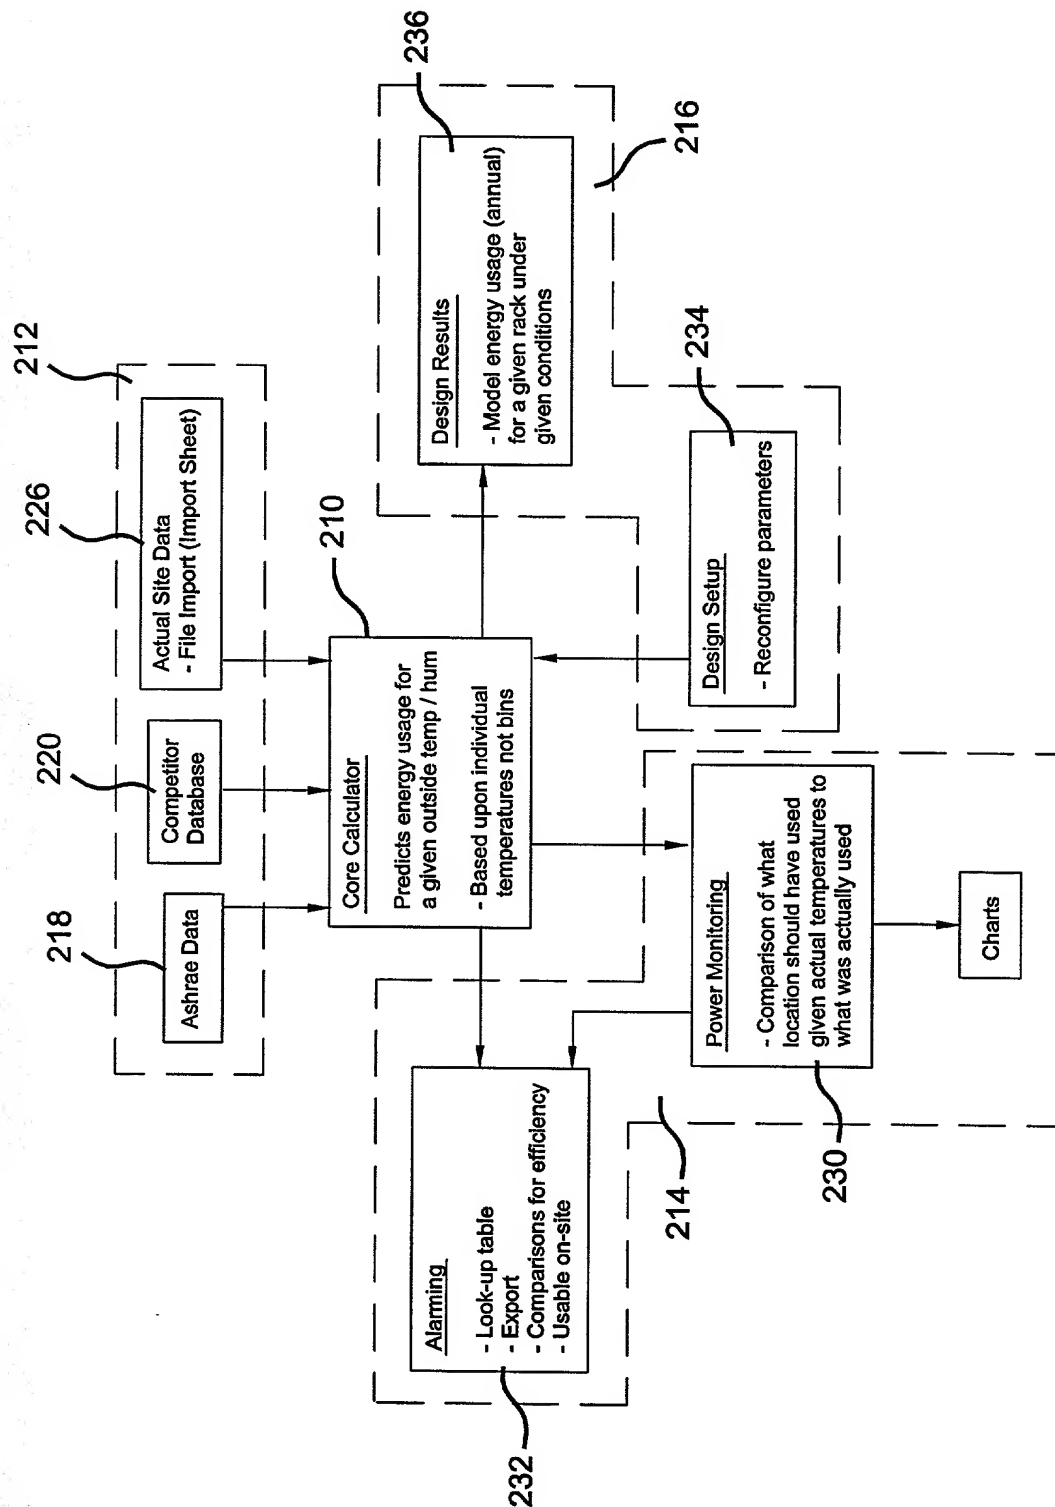 212
218
220
226
Ashrae Data
Competitor
Database
Actual Site Data
- File Import (Import Sheet)
210
Core Calculator
Predicts energy usage for
a given outside temp / hum
- Based upon individual
temperatures not bins
232
Alarming
- Look-up table
- Export
- Comparisons for efficiency
- Usable on-site
214
230
Power Monitoring
- Comparison of what
location should have used
given actual temperatures to
what was actually used
Charts
234
Design Setup
- Reconfigure parameters
236
Design Results
- Model energy usage (annual)
for a given rack under
given conditions
216